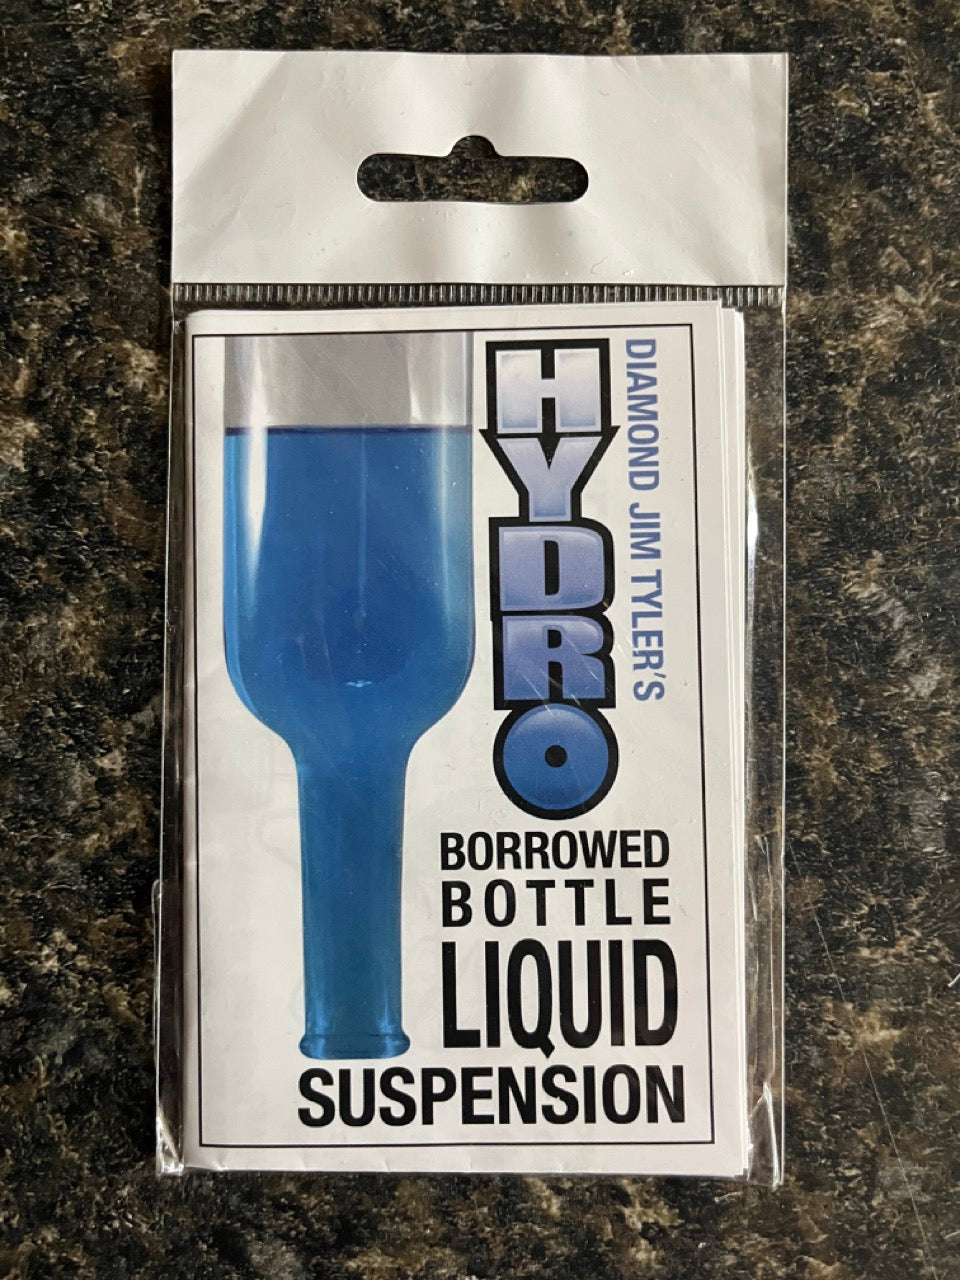 DIAMOND JIM TYLER'S
HYDRO
BORROWED
BOTTLE
LIQUID
SUSPENSION